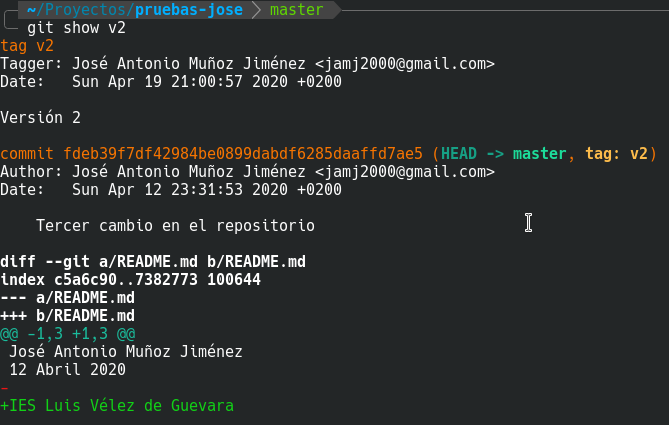 ~/Proyectos/pruebas-jose master
git show v2
tag v2
Tagger: José Antonio Muñoz Jiménez <jamj2000@gmail.com>
Date:   Sun Apr 19 21:00:57 2020 +0200
Versión 2
commit fdeb39f7df42984be0899dabdf6285daaffd7ae5 (HEAD -> master, tag: v2)
Author: José Antonio Muñoz Jiménez <jamj2000@gmail.com>
Date:   Sun Apr 12 23:31:53 2020 +0200
    Tercer cambio en el repositorio
diff --git a/README.md b/README.md
index c5a6c90..7382773 100644
--- a/README.md
+++ b/README.md
@@ -1,3 +1,3 @@
 José Antonio Muñoz Jiménez
 12 Abril 2020
-
+IES Luis Vélez de Guevara